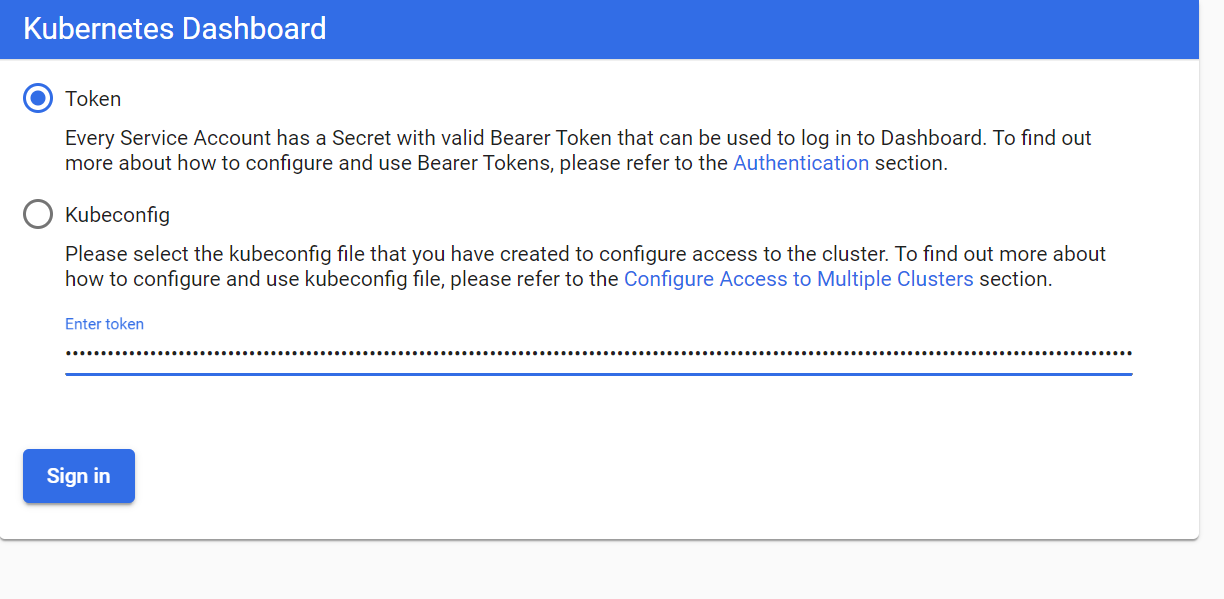 Kubernetes Dashboard
Token
Every Service Account has a Secret with valid Bearer Token that can be used to log in to Dashboard. To find out
more about how to configure and use Bearer Tokens, please refer to the Authentication section.
Kubeconfig
Please select the kubeconfig file that you have created to configure access to the cluster. To find out more about
how to configure and use kubeconfig file, please refer to the Configure Access to Multiple Clusters section.
Enter token
Sign in